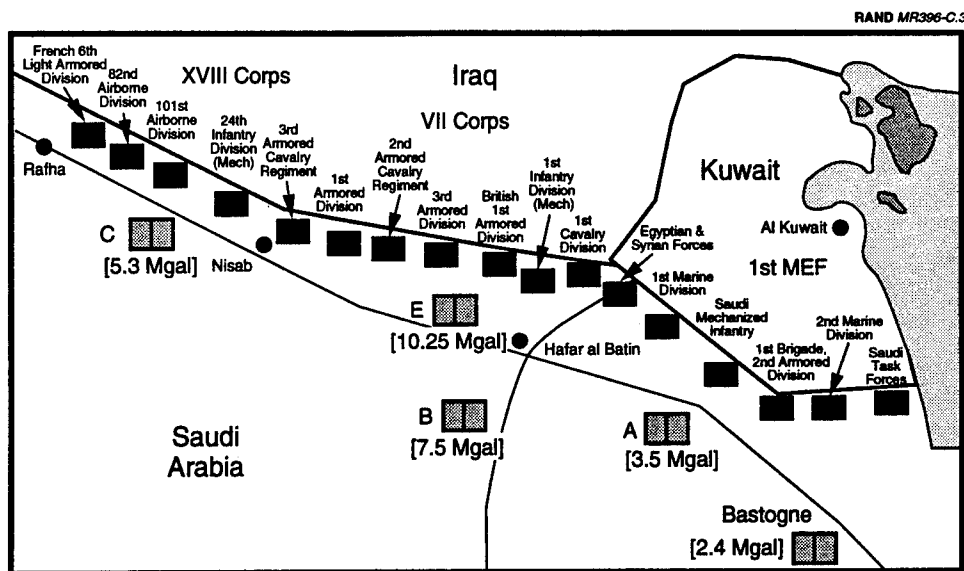 RAND MR396-C.3
French 6th
Light Armored
Division
82nd
Airborne
Division
XVIII Corps
Iraq
101st
Airborne
Division
24th
Infantry
Division
(Mech)
3rd
Armored
Cavalry
Regiment
VII Corps
1st
Armored
Division
2nd
Armored
Cavalry
Regiment
3rd
Armored
Division
British
1st
Armored
Division
1st
Infantry
Division
(Mech)
1st
Cavalry
Division
Egyptian
& Syrian Forces
Kuwait
Al Kuwait
1st MEF
1st Marine
Division
Saudi
Mechanized
Infantry
1st Brigade,
2nd Armored
Division
2nd Marine
Division
Saudi
Task
Forces
Rafha
C
[5.3 Mgal]
Nisab
E
[10.25 Mgal]
Hafar al Batin
B
[7.5 Mgal]
A
[3.5 Mgal]
Saudi
Arabia
Bastogne
[2.4 Mgal]